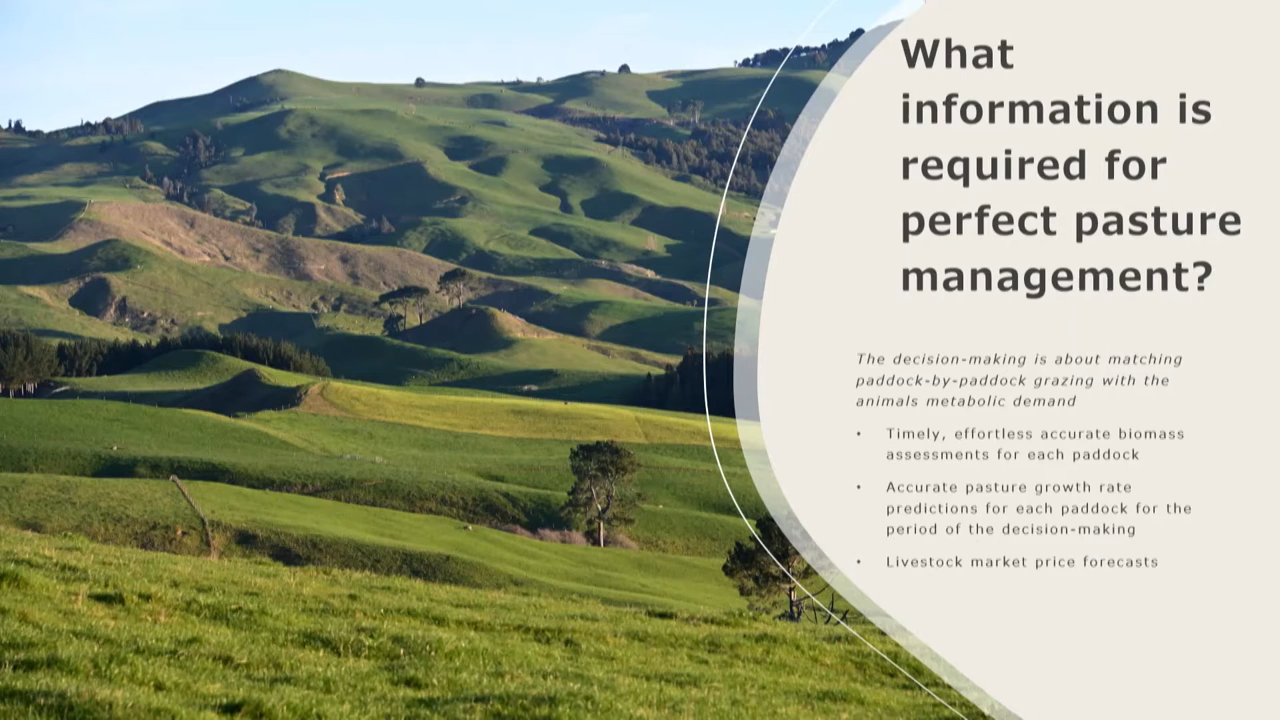 What
information is
required for
perfect pasture
management?
The decision-making is about matching
paddock-by-paddock grazing with the
animals metabolic demand
• Timely, effortless accurate biomass
assessments for each paddock
• Accurate pasture growth rate
predictions for each paddock for the
period of the decision-making
• Livestock market price forecasts